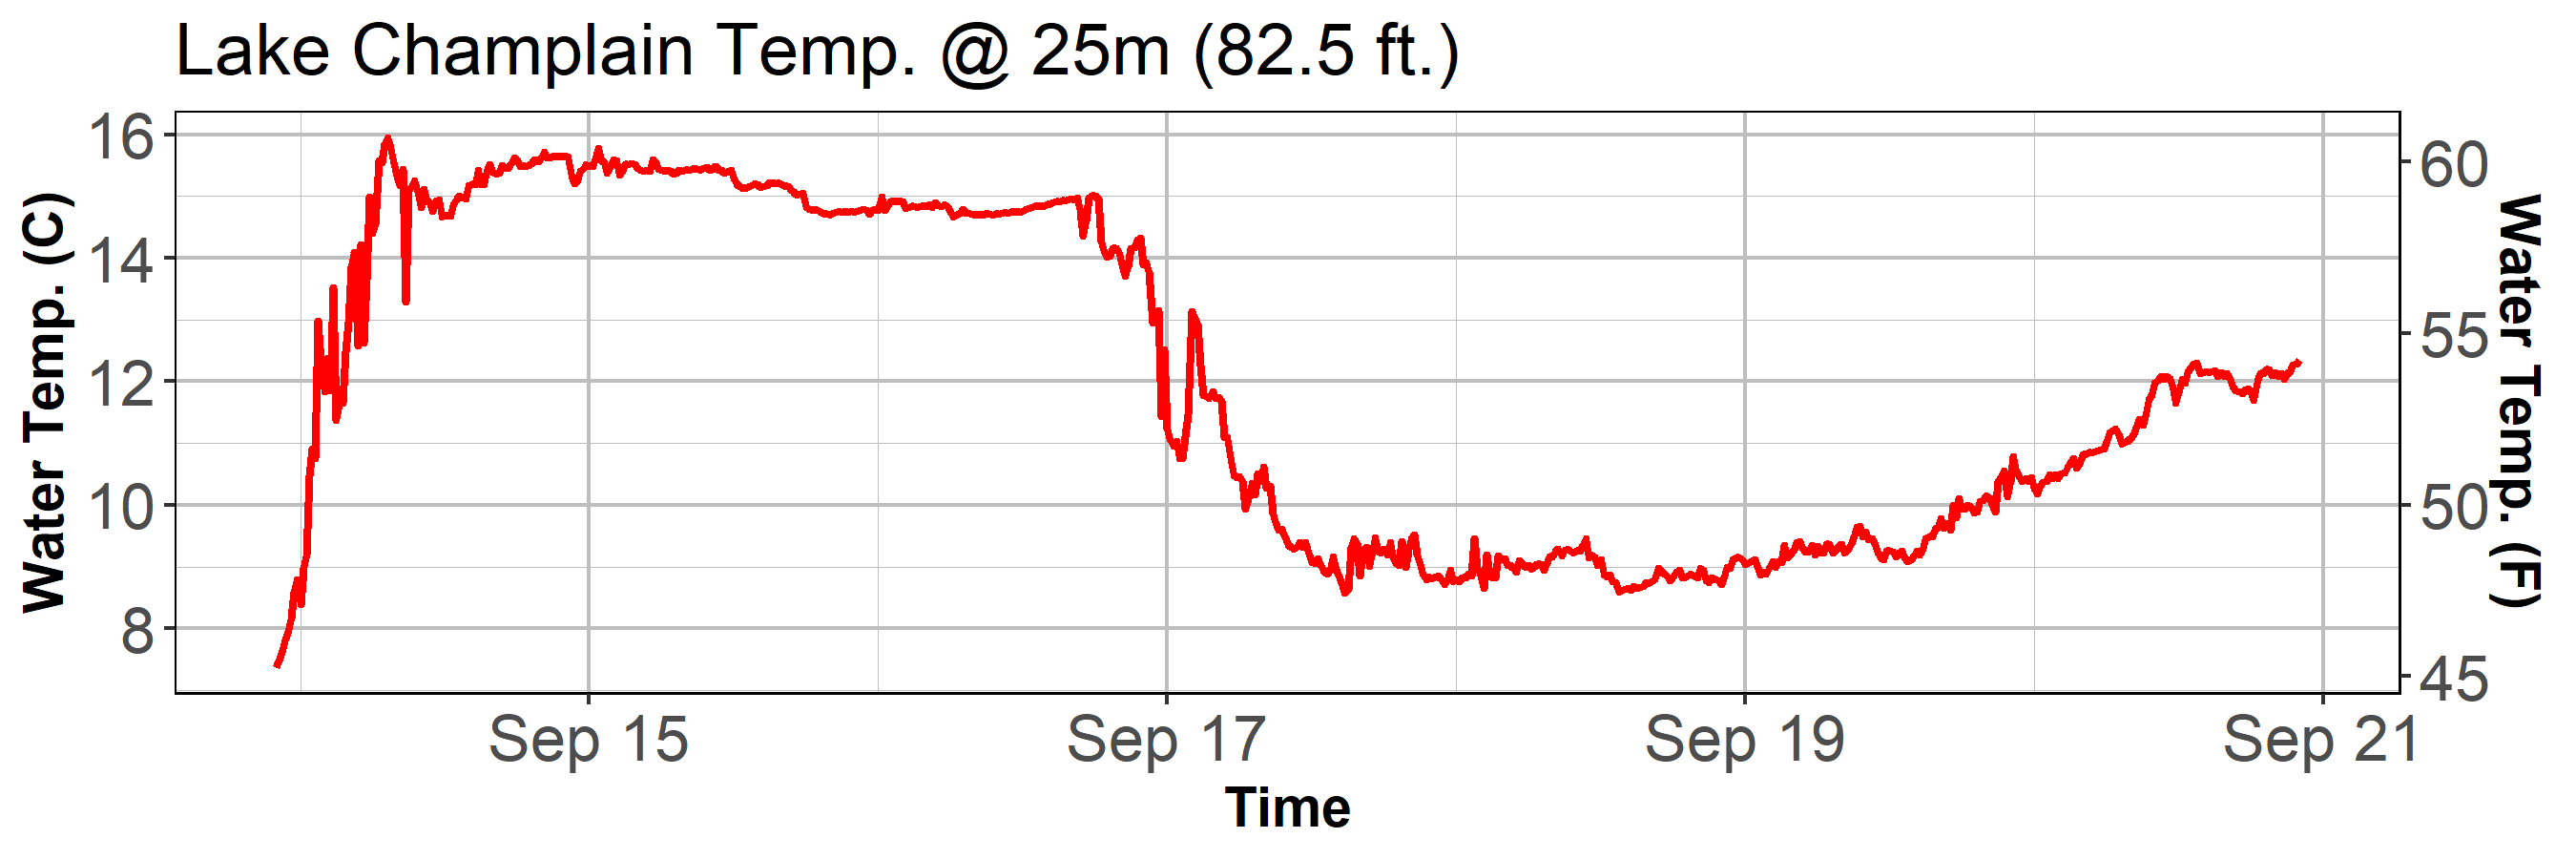 Lake Champlain Temp. @ 25m (82.5 ft.)
Water Temp. (C)
16
14
12
10
8
60
55
50
45
Water Temp. (F)
Sep 15
Sep 17
Sep 19
Sep 21
Time